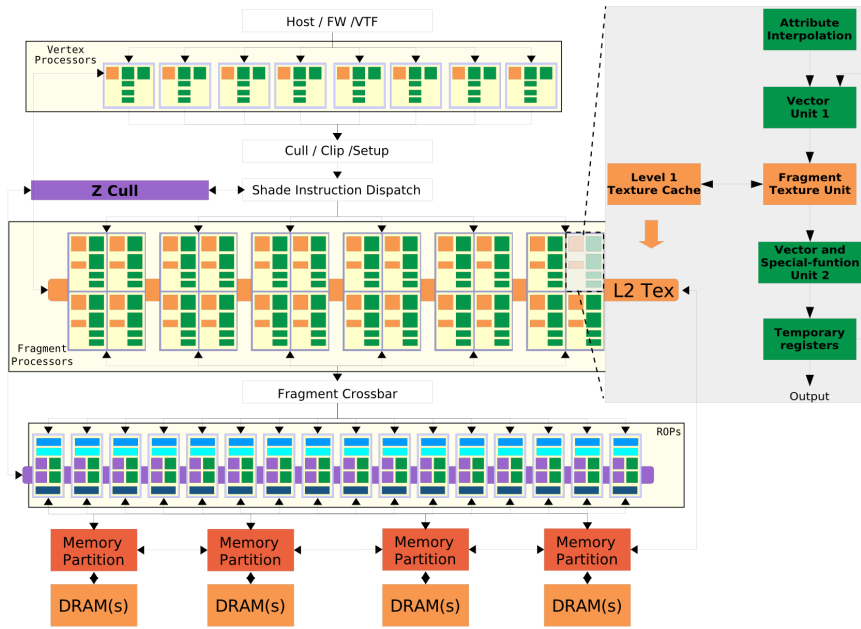 Host / FW /VTF
Vertex
Processors
Cull / Clip /Setup
Z Cull
Shade Instruction Dispatch
L2 Tex
Fragment
Processors
Fragment Crossbar
ROPs
Memory
Partition
Memory
Partition
Memory
Partition
Memory
Partition
DRAM(s)
DRAM(s)
DRAM(s)
DRAM(s)
Attribute
Interpolation
Vector
Unit 1
Level 1
Texture Cache
Fragment
Texture Unit
Vector and
Special-funtion
Unit 2
Temporary
registers
Output